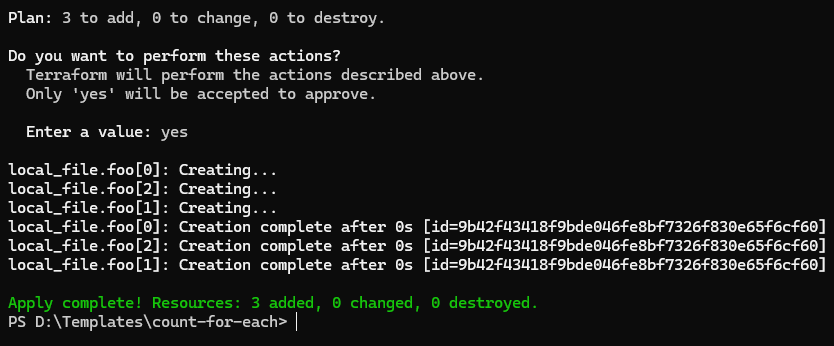 Plan: 3 to add, 0 to change, 0 to destroy.
Do you want to perform these actions?
Terraform will perform the actions described above.
Only 'yes' will be accepted to approve.
Enter a value: yes
local_file.foo[0]: Creating...
local_file.foo[2]: Creating...
local_file.foo[1]: Creating...
local_file.foo[0]: Creation complete after 0s [id=9b42f43418f9bde046fe8bf7326f830e65f6cf60]
local_file.foo[2]: Creation complete after 0s [id=9b42f43418f9bde046fe8bf7326f830e65f6cf60]
local_file.foo[1]: Creation complete after 0s [id=9b42f43418f9bde046fe8bf7326f830e65f6cf60]
Apply complete! Resources: 3 added, 0 changed, 0 destroyed.
PS D:\Templates\count-for-each>